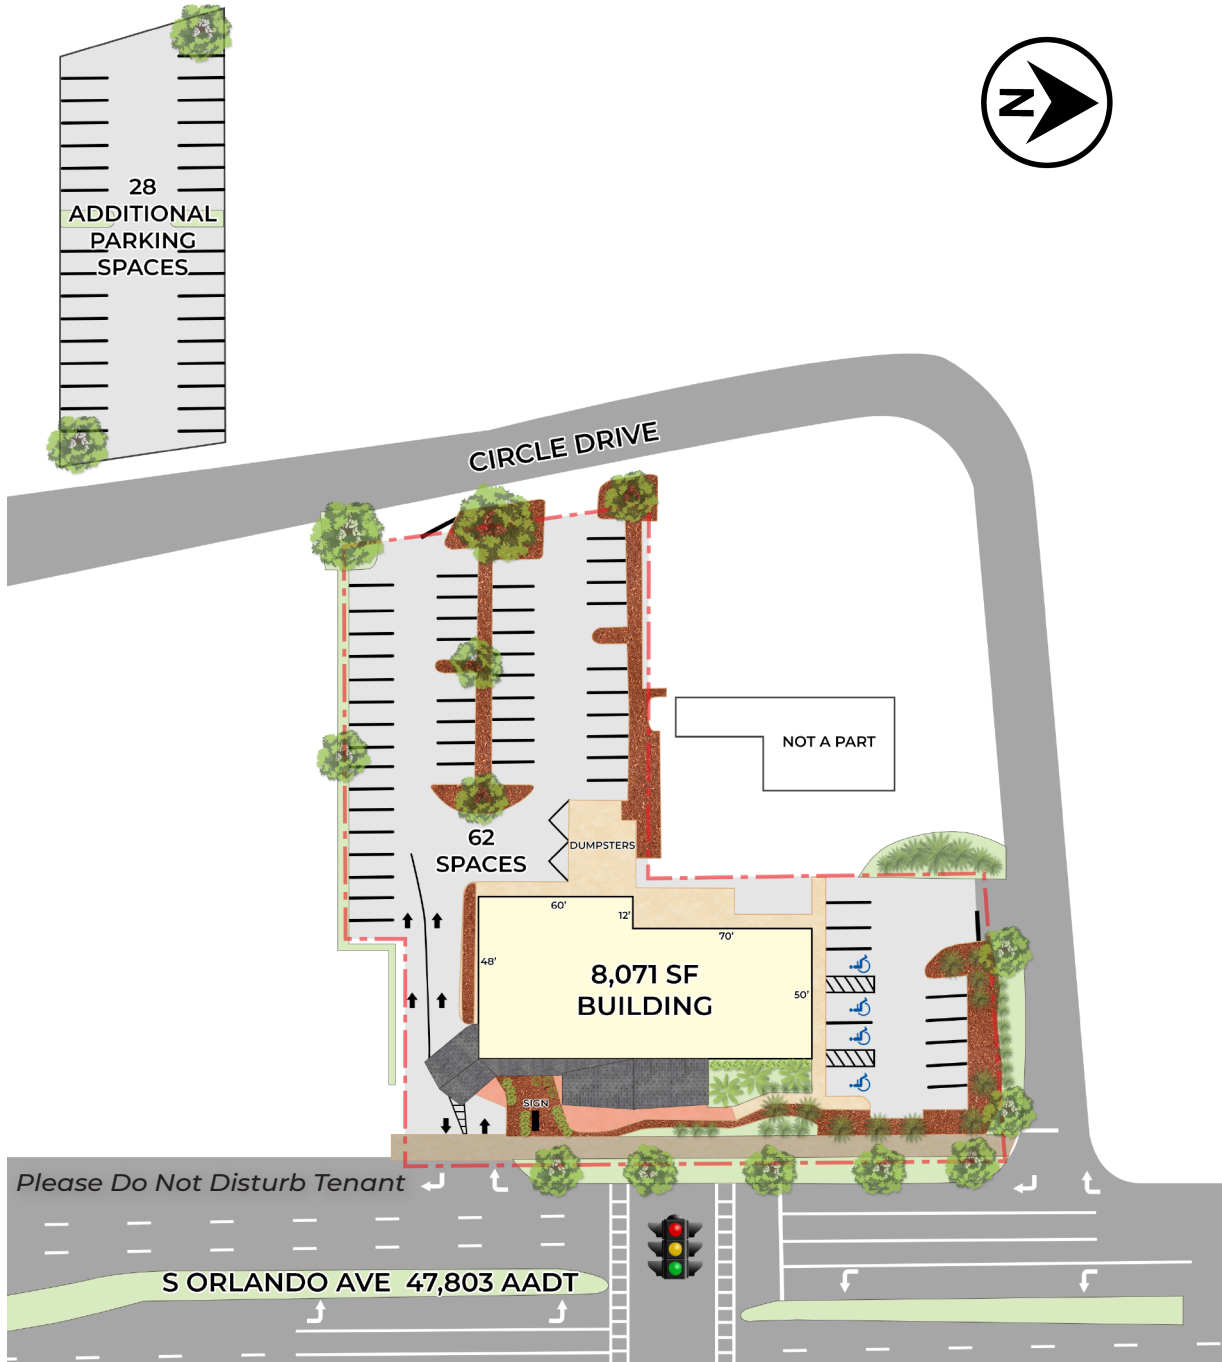 N
28
ADDITIONAL
PARKING
SPACES
CIRCLE DRIVE
NOT A PART
62
SPACES
DUMPSTERS
60'
12'
70'
48'
8,071 SF
BUILDING
50'
SIGN
Please Do Not Disturb Tenant
S ORLANDO AVE 47,803 AADT